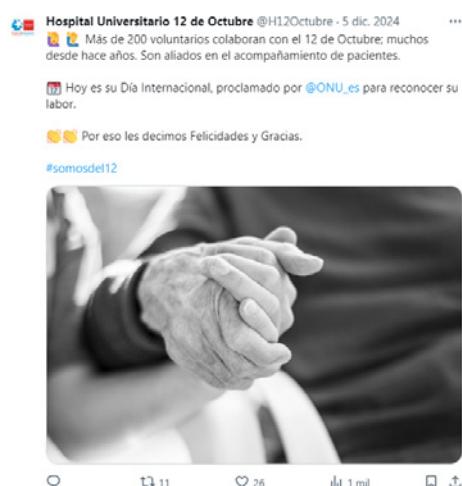 Hospital Universitario 12 de Octubre @H12Octubre · 5 dic. 2024
Más de 200 voluntarios colaboran con el 12 de Octubre; muchos
desde hace años. Son aliados en el acompañamiento de pacientes.
Hoy es su Día Internacional, proclamado por @ONU_es para reconocer su
labor.
Por eso les decimos Felicidades y Gracias.
#somosdel12
11 26 1 mil